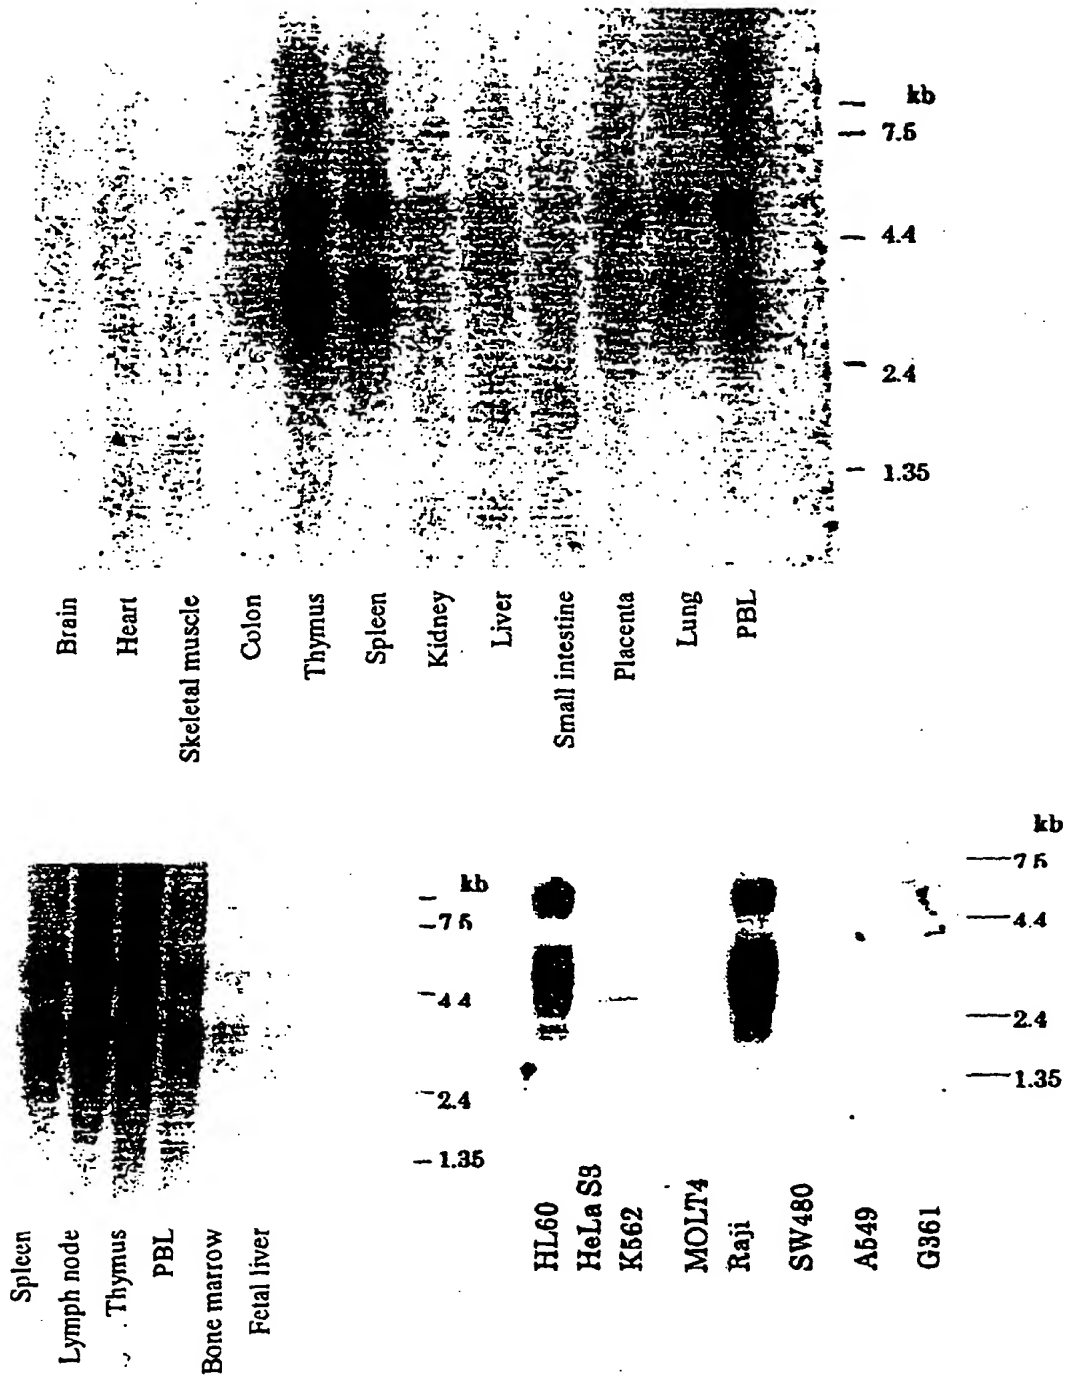 kb
7.5
4.4
2.4
1.35
Brain
Heart
Skeletal muscle
Colon
Thymus
Spleen
Kidney
Liver
Small intestine
Placenta
Lung
PBL
kb
7.5
4.4
2.4
1.35
Spleen
Lymph node
Thymus
PBL
Bone marrow
Fetal liver
kb
7.5
4.4
2.4
1.35
HL60
HeLa S3
K562
MOLT4
Raji
SW480
A549
G361